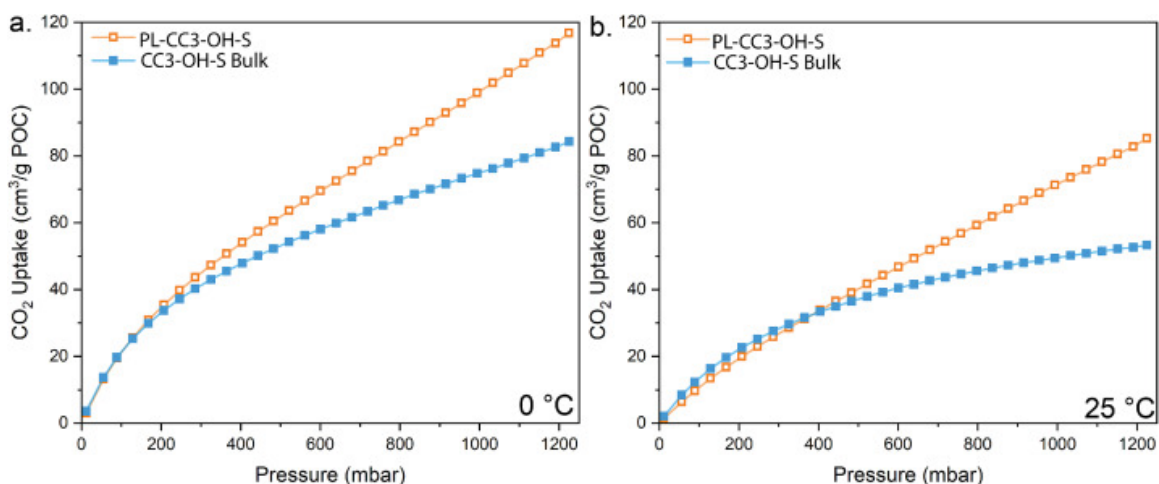 a.
PL-CC3-OH-S
CC3-OH-S Bulk
CO₂ Uptake (cm³/g POC)
120
100
80
60
40
20
0
0 200 400 600 800 1000 1200
Pressure (mbar)
0 °C
b.
PL-CC3-OH-S
CC3-OH-S Bulk
CO₂ Uptake (cm³/g POC)
120
100
80
60
40
20
0
0 200 400 600 800 1000 1200
Pressure (mbar)
25 °C